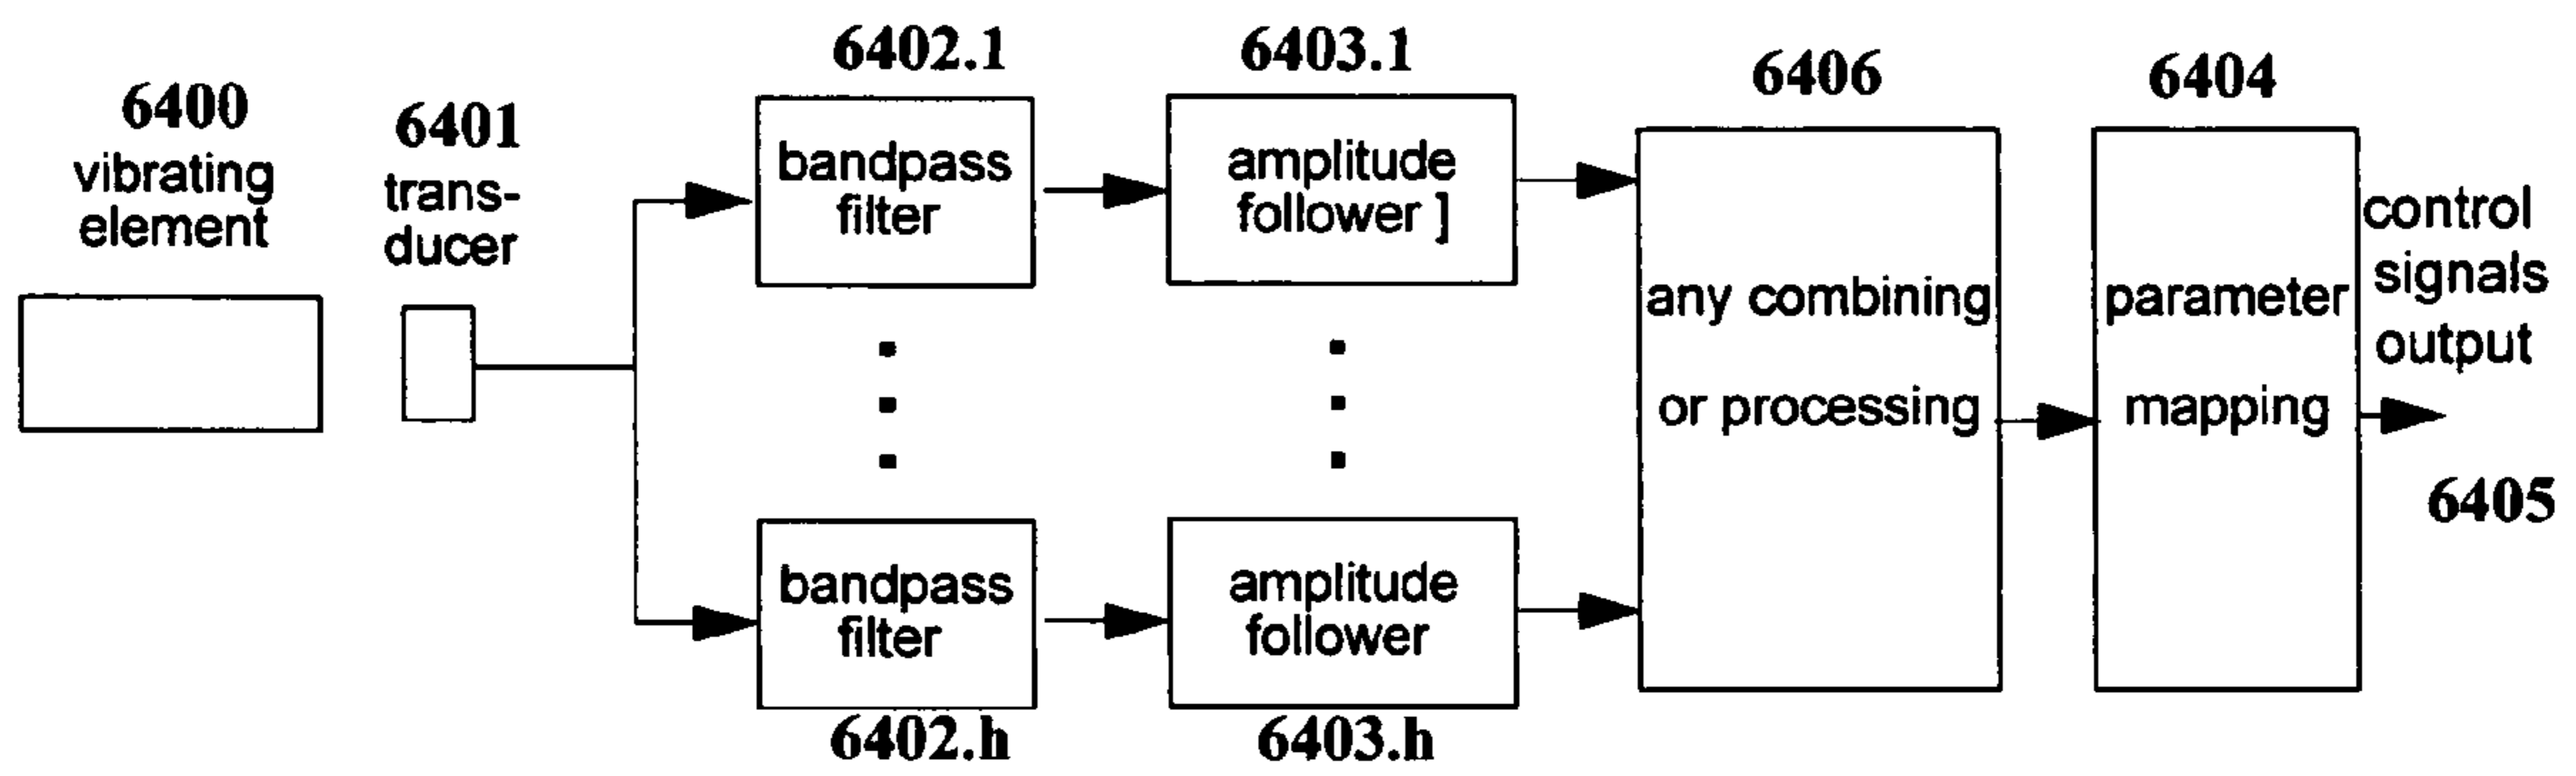 6400
vibrating
element
6401
trans-
ducer
6402.1
bandpass
filter
6403.1
amplitude
follower ]
6402.h
bandpass
filter
6403.h
amplitude
follower
6406
any combining
or processing
6404
parameter
mapping
control
signals
output
6405